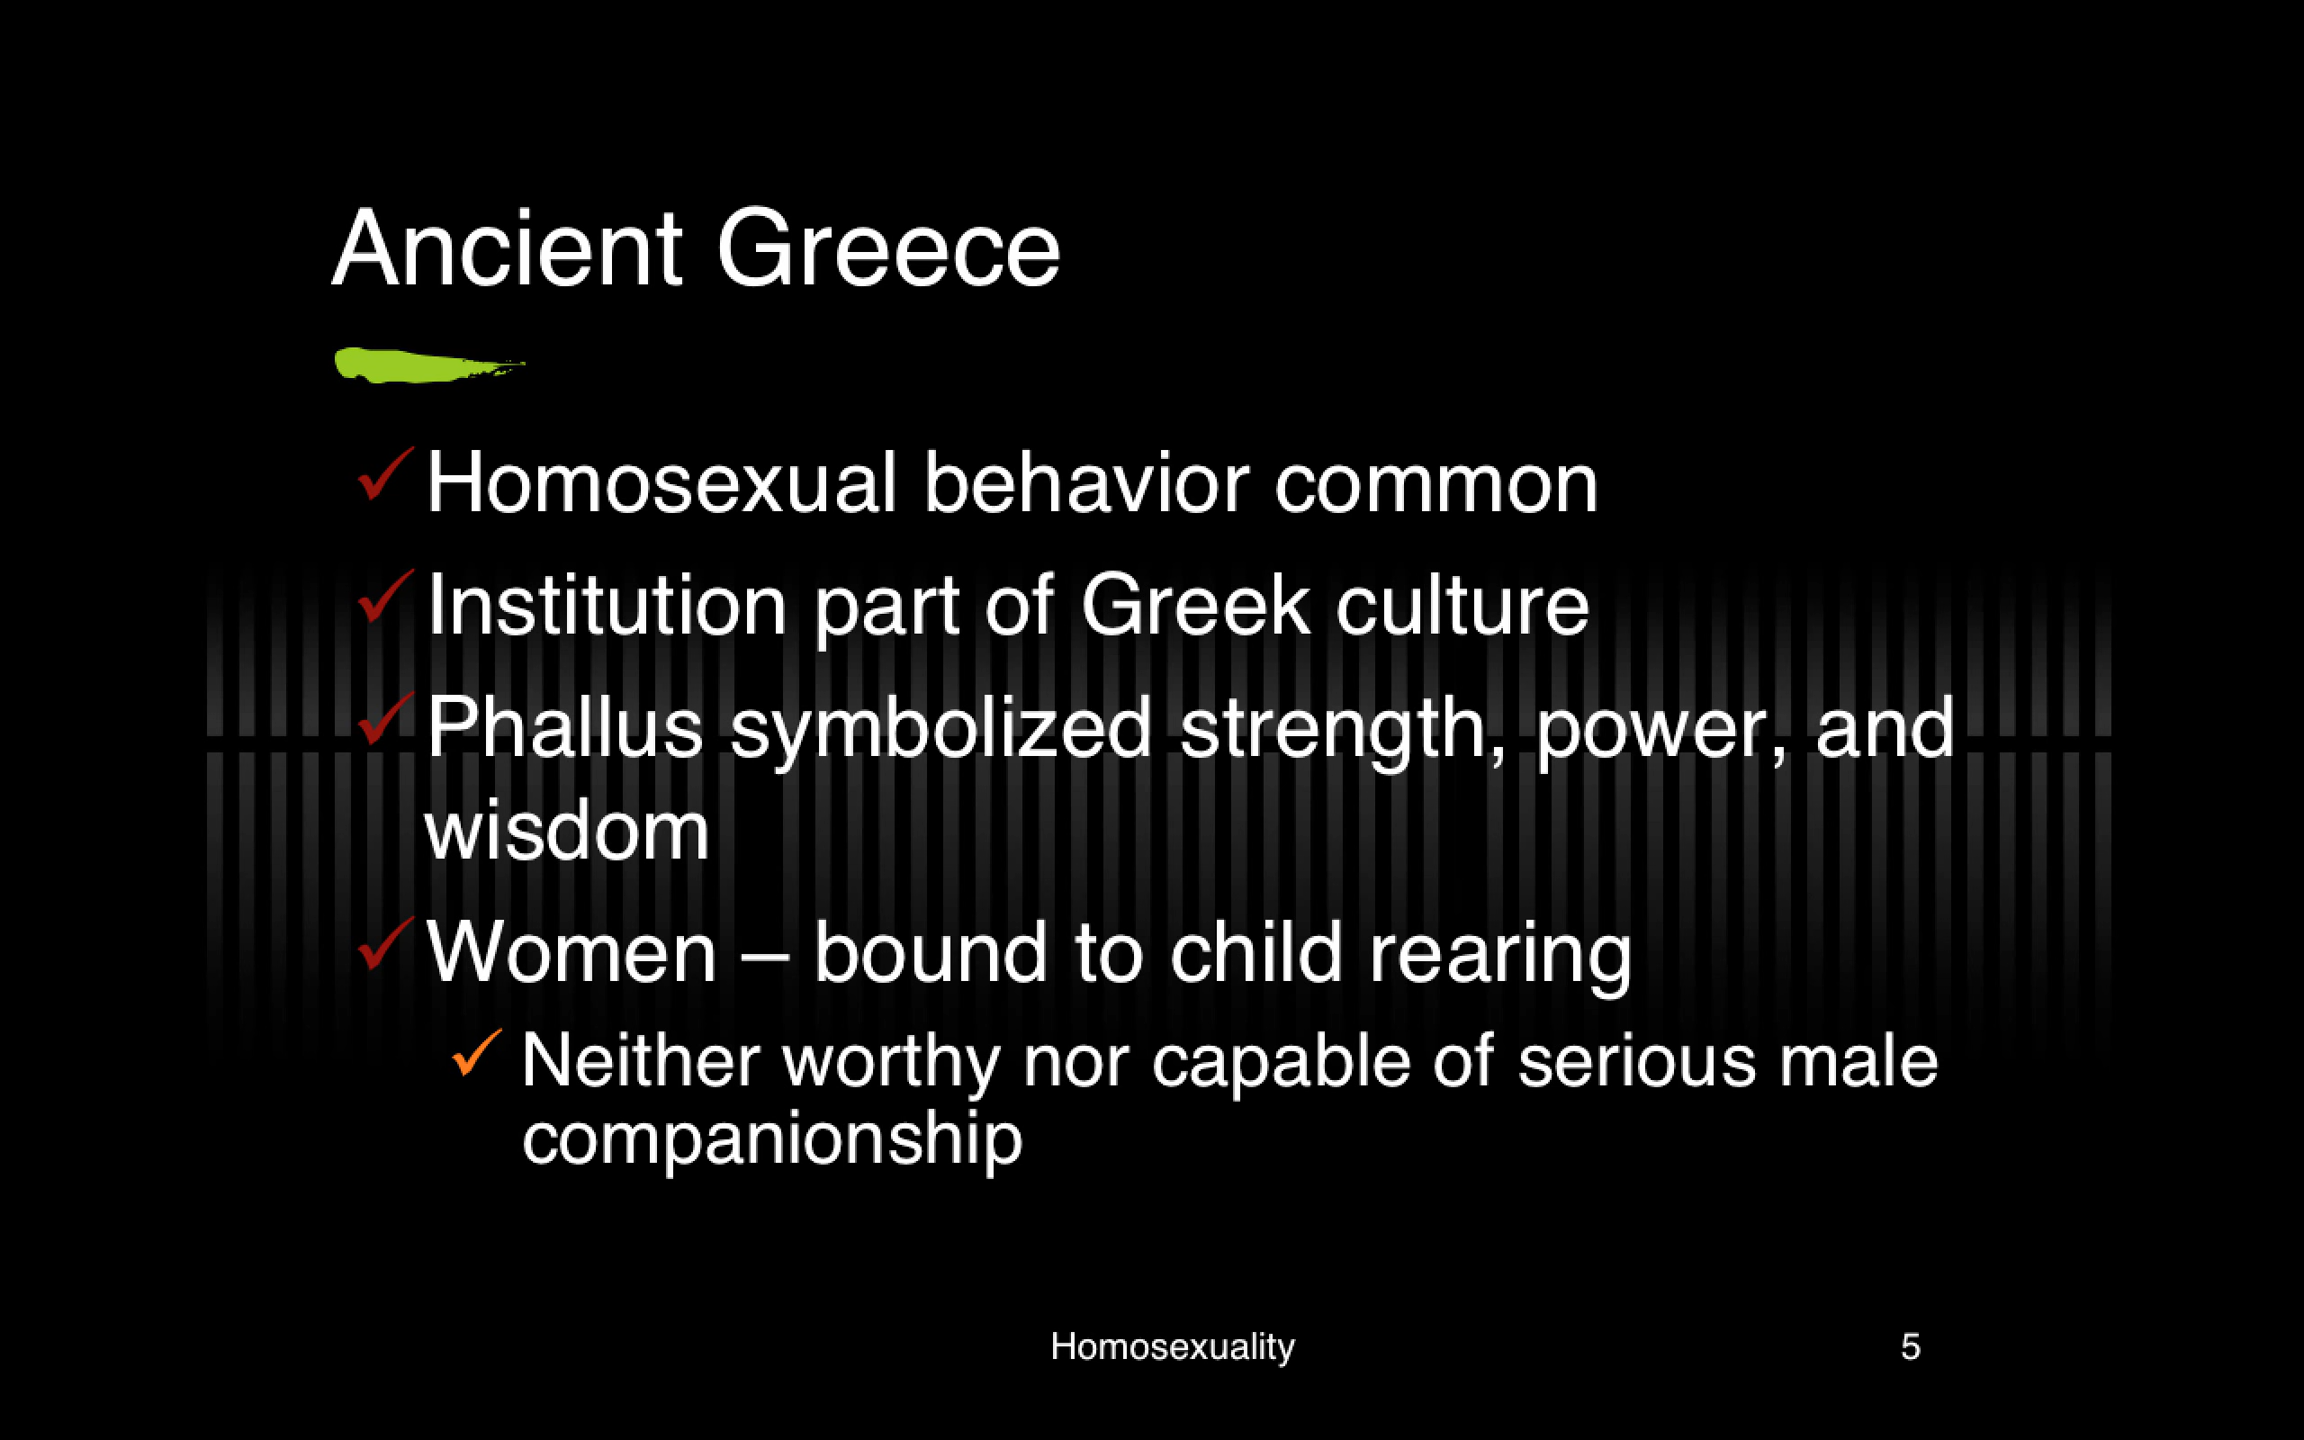 Ancient Greece
Homosexual behavior common
Institution part of Greek culture
Phallus symbolized strength, power, and
wisdom
Women – bound to child rearing
Neither worthy nor capable of serious male
companionship
Homosexuality
5